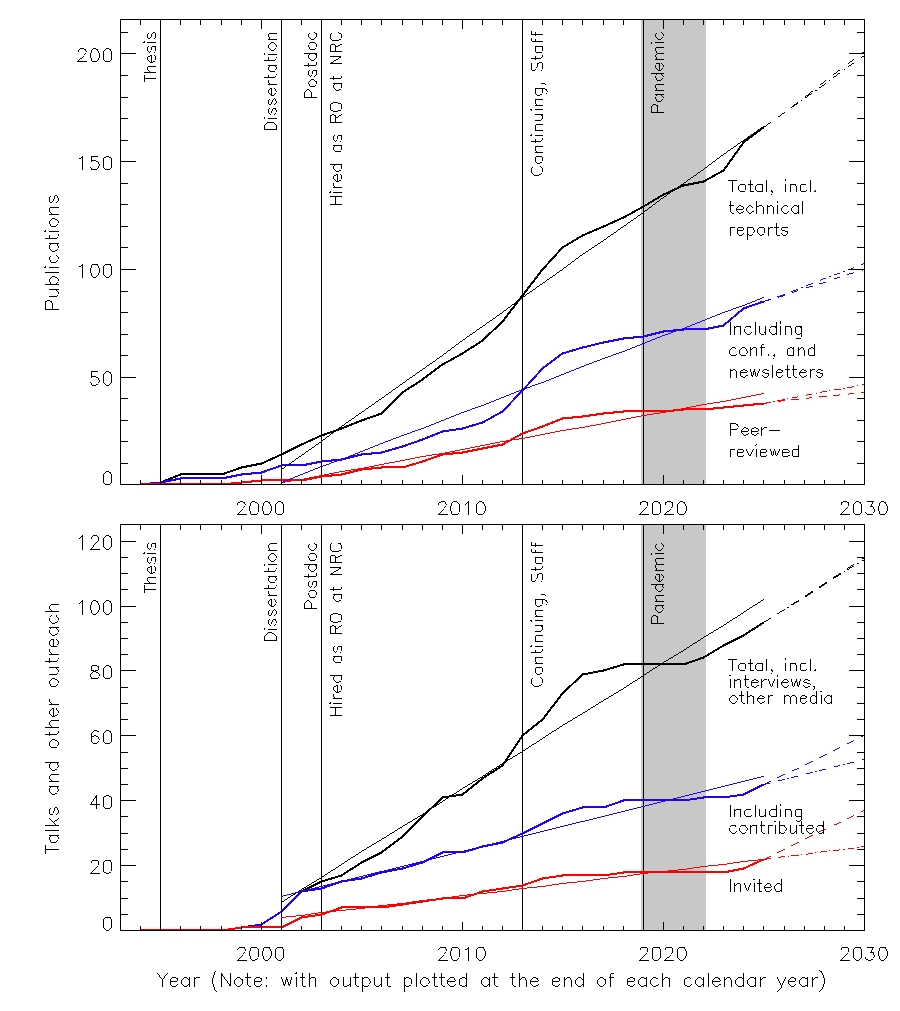 200
150
100
50
0
Publications
Thesis
Dissertation
Postdoc
Hired as RO at NRC
Continuing, Staff
Pandemic
Total, incl.
technical
reports
Including
conf., and
newsletters
Peer-
reviewed
2000
2010
2020
2030
120
100
80
60
40
20
0
Talks and other outreach
Thesis
Dissertation
Postdoc
Hired as RO at NRC
Continuing, Staff
Pandemic
Total, incl.
interviews,
other media
Including
contributed
Invited
2000
2010
2020
2030
Year (Note: with output plotted at the end of each calendar year)